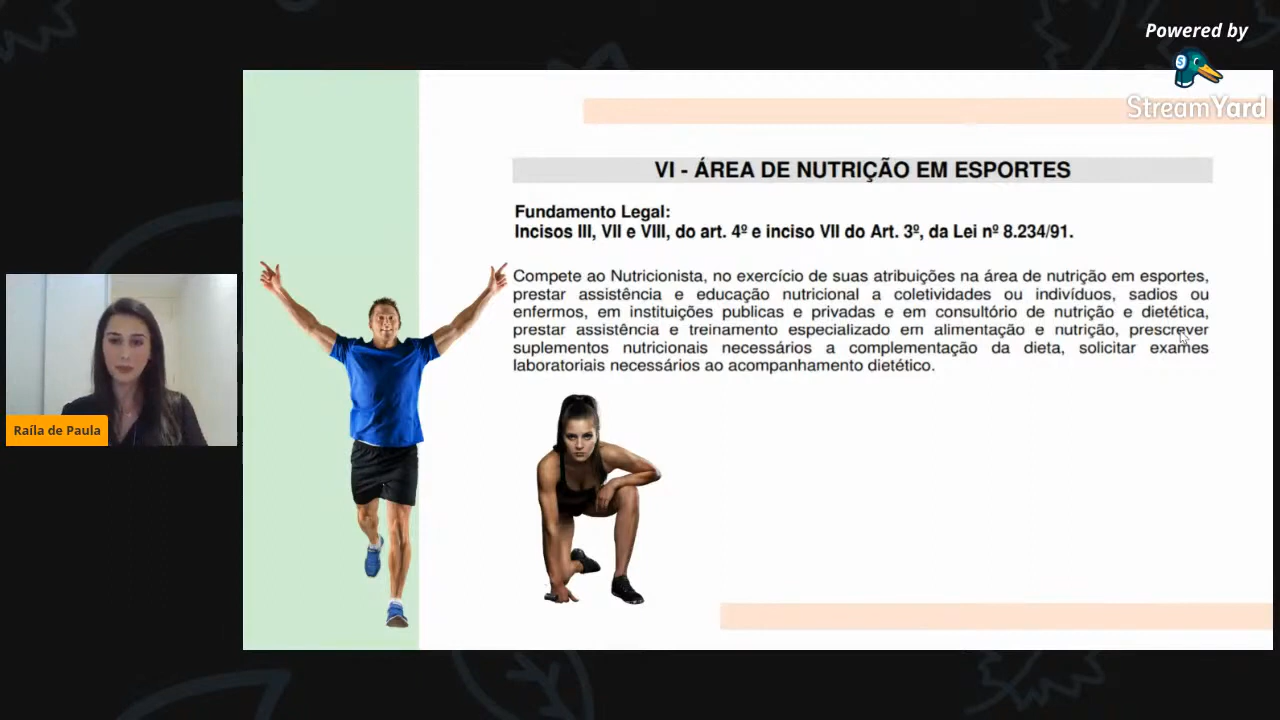 Powered by
StreamYard
VI - ÁREA DE NUTRIÇÃO EM ESPORTES
Fundamento Legal:
Incisos III, VII e VIII, do art. 4º e inciso VII do Art. 3º, da Lei nº 8.234/91.
Compete ao Nutricionista, no exercício de suas atribuições na área de nutrição em esportes,
prestar assistência e educação nutricional a coletividades ou indivíduos, sadios ou
enfermos, em instituições publicas e privadas e em consultório de nutrição e dietética,
prestar assistência e treinamento especializado em alimentação e nutrição, prescrever
suplementos nutricionais necessários a complementação da dieta, solicitar exames
laboratoriais necessários ao acompanhamento dietético.
Raíla de Paula